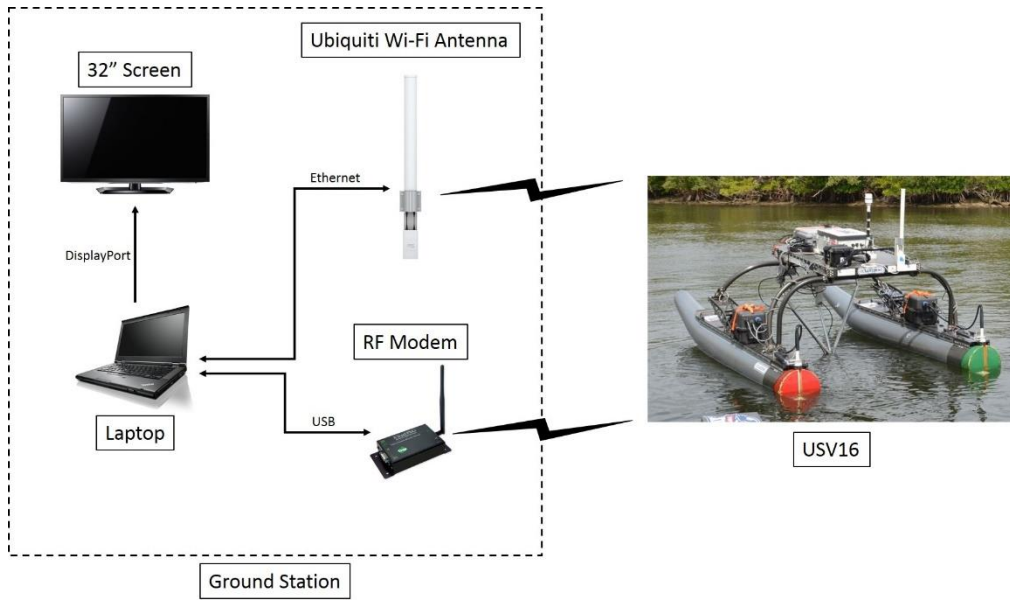 Ubiquiti Wi-Fi Antenna
32” Screen
Ethernet
DisplayPort
RF Modem
Laptop
USB
USV16
Ground Station